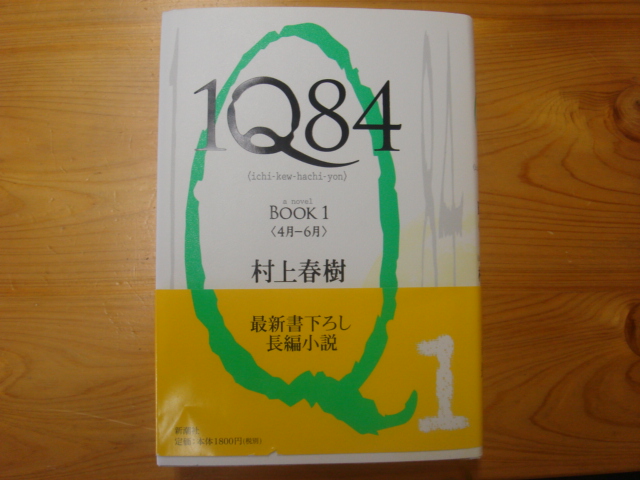 1Q84
(ichi-kew-hachi-yon)
a novel
BOOK 1
〈4月−6月〉
村上春樹
最新書下ろし
長編小説
1
新潮社
定価:本体1800円(税別)